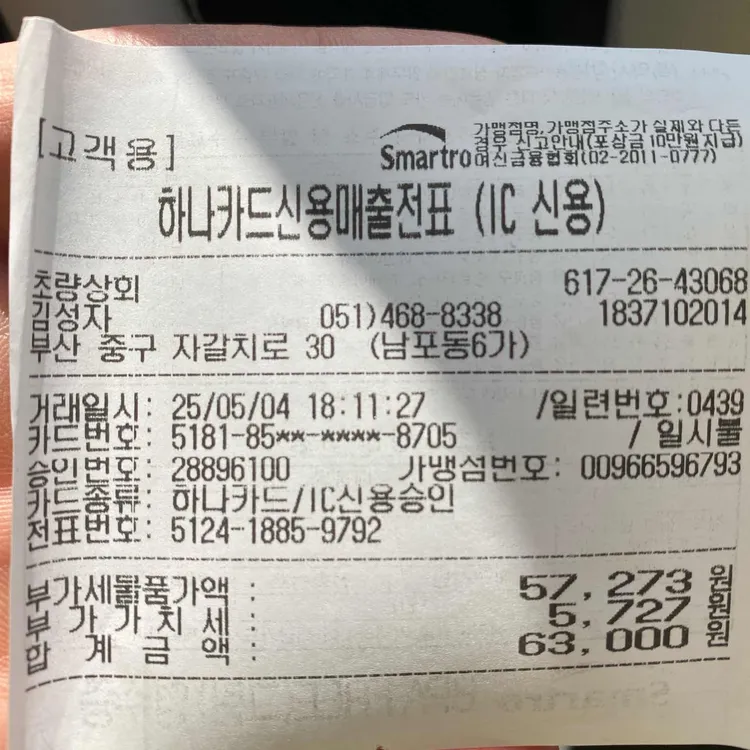 [고객용]
Smartro
가맹점명,가맹점주소가 실제와 다른
경우 신고안내(포상금 10만원지급)
여신금융협회(02-2011-0777)
하나카드신용매출전표 (IC 신용)
초량상회 617-26-43068
김성자 051)468-8338 1837102014
부산 중구 자갈치로 30 (남포동6가)
거래일시: 25/05/04 18:11:27 /일련번호:0439
카드번호: 5181-85**-****-8705 / 일시불
승인번호: 28896100 가맹점번호: 00966596793
카드종류: 하나카드/IC신용승인
전표번호: 5124-1885-9792
부가세물품가액 : 57,273 원
부 가 가 치 세 : 5,727 원
합 계 금 액 : 63,000 원